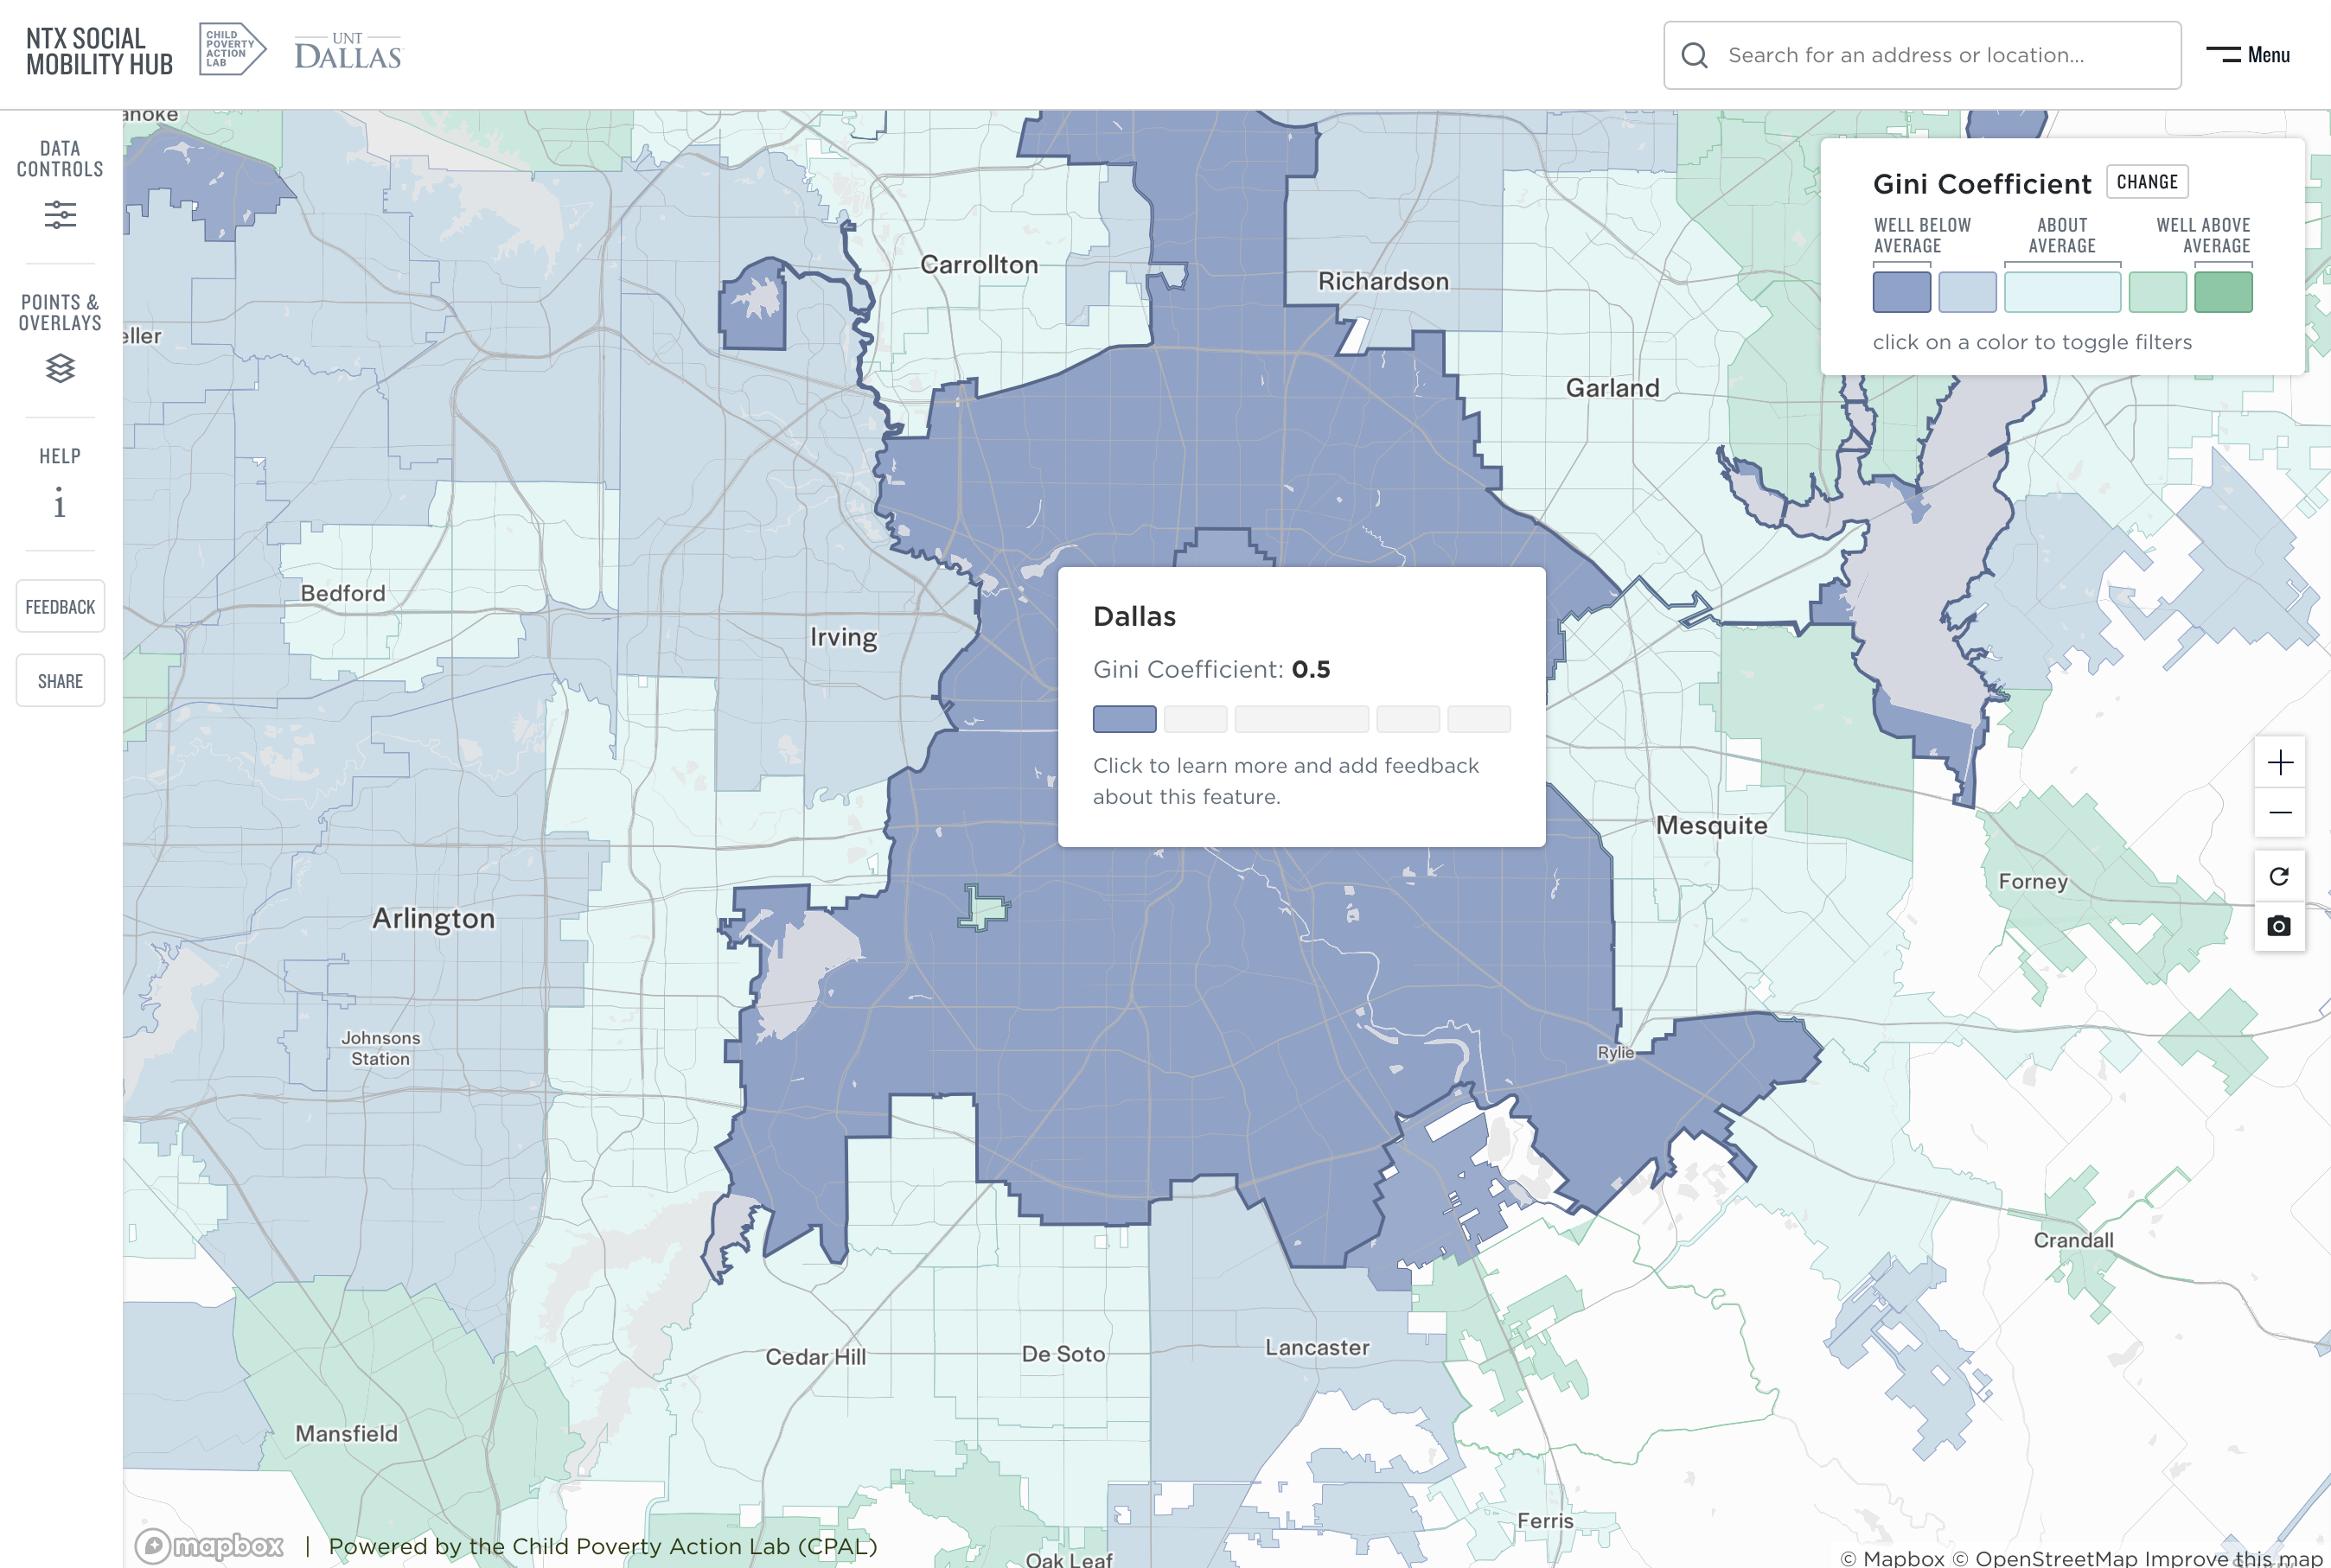 NTX SOCIAL
MOBILITY HUB
CHILD
POVERTY
ACTION
LAB
UNT
DALLAS
Search for an address or location...
Menu
DATA
CONTROLS
POINTS &
OVERLAYS
HELP
i
FEEDBACK
SHARE
anoke
Carrollton
Richardson
eller
Garland
Bedford
Irving
Mesquite
Forney
Arlington
Johnsons
Station
Rylie
Crandall
Cedar Hill
De Soto
Lancaster
Mansfield
Ferris
Oak Leaf
Gini Coefficient
CHANGE
WELL BELOW
AVERAGE
ABOUT
AVERAGE
WELL ABOVE
AVERAGE
click on a color to toggle filters
Dallas
Gini Coefficient: 0.5
Click to learn more and add feedback
about this feature.
mapbox | Powered by the Child Poverty Action Lab (CPAL)
© Mapbox © OpenStreetMap Improve this map